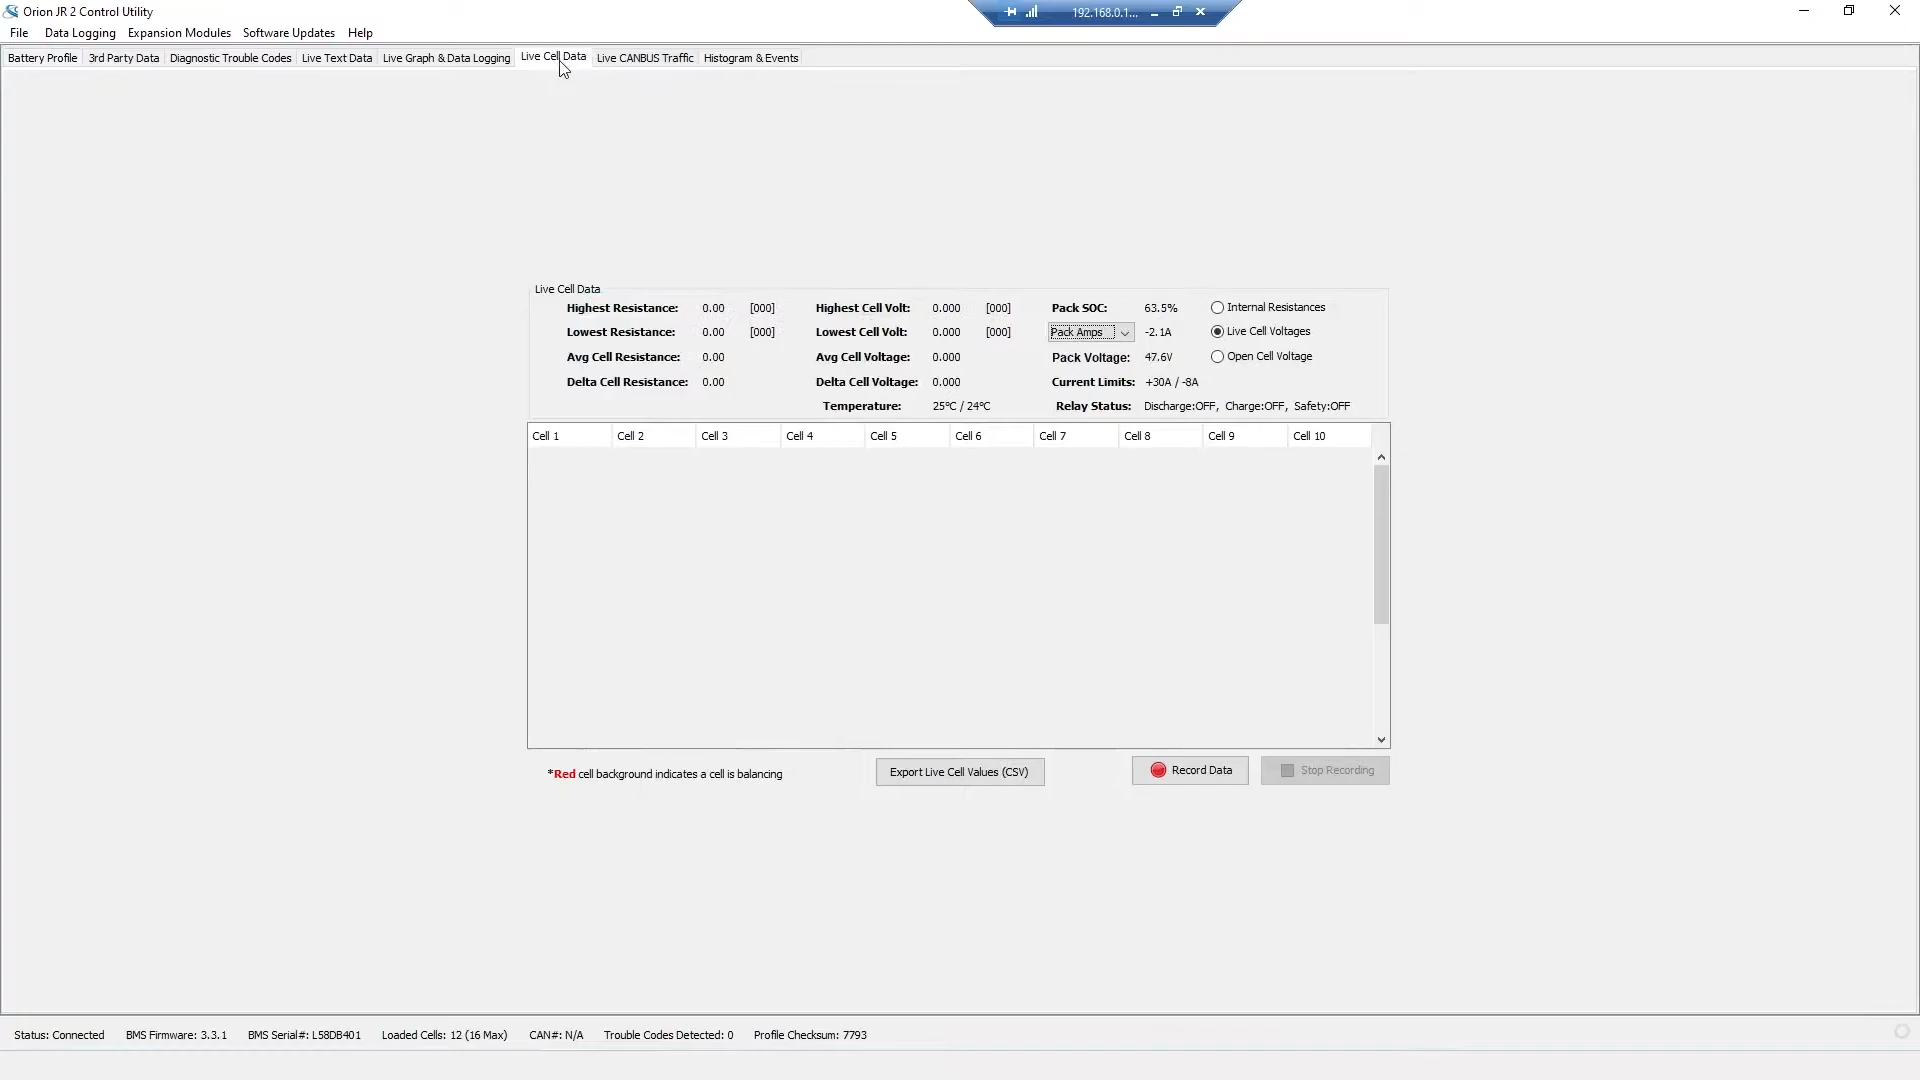 Orion JR 2 Control Utility
192.168.0.1...
File Data Logging Expansion Modules Software Updates Help
Battery Profile 3rd Party Data Diagnostic Trouble Codes Live Text Data Live Graph & Data Logging Live Cell Data Live CANBUS Traffic Histogram & Events
Live Cell Data
Highest Resistance: 0.00 [000] Highest Cell Volt: 0.000 [000] Pack SOC: 63.5% Internal Resistances
Lowest Resistance: 0.00 [000] Lowest Cell Volt: 0.000 [000] Pack Amps -2.1A Live Cell Voltages
Avg Cell Resistance: 0.00 Avg Cell Voltage: 0.000 Pack Voltage: 47.6V Open Cell Voltage
Delta Cell Resistance: 0.00 Delta Cell Voltage: 0.000 Current Limits: +30A / -8A
Temperature: 25°C / 24°C Relay Status: Discharge:OFF, Charge:OFF, Safety:OFF
Cell 1 Cell 2 Cell 3 Cell 4 Cell 5 Cell 6 Cell 7 Cell 8 Cell 9 Cell 10
*Red cell background indicates a cell is balancing Export Live Cell Values (CSV) Record Data Stop Recording
Status: Connected BMS Firmware: 3.3.1 BMS Serial#: L58DB401 Loaded Cells: 12 (16 Max) CAN#: N/A Trouble Codes Detected: 0 Profile Checksum: 7793